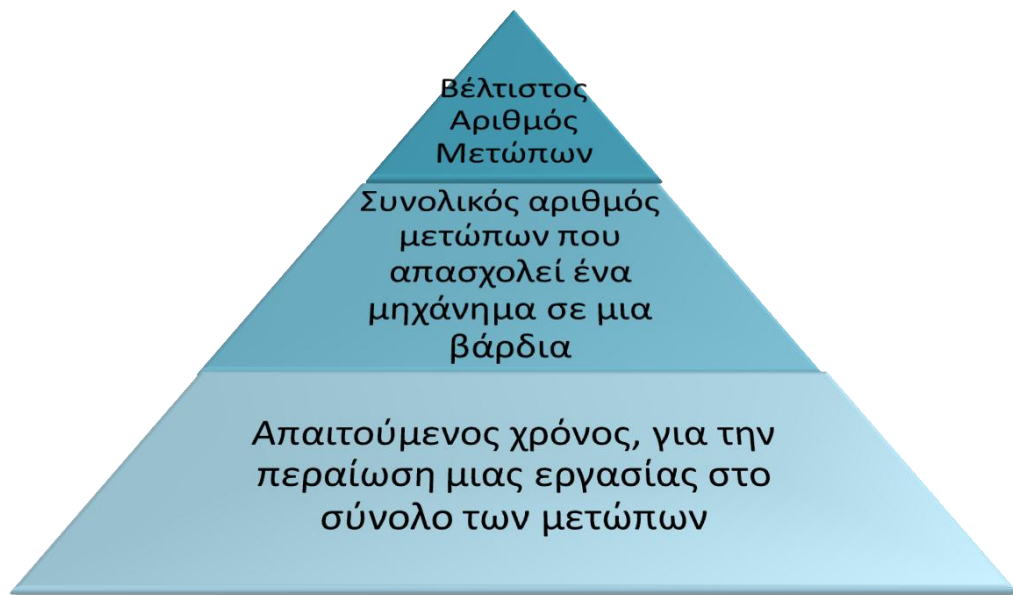 Βέλτιστος
Αριθμός
Μετώπων
Συνολικός αριθμός
μετώπων που
απασχολεί ένα
μηχάνημα σε μια
βάρδια
Απαιτούμενος χρόνος, για την
περαίωση μιας εργασίας στο
σύνολο των μετώπων